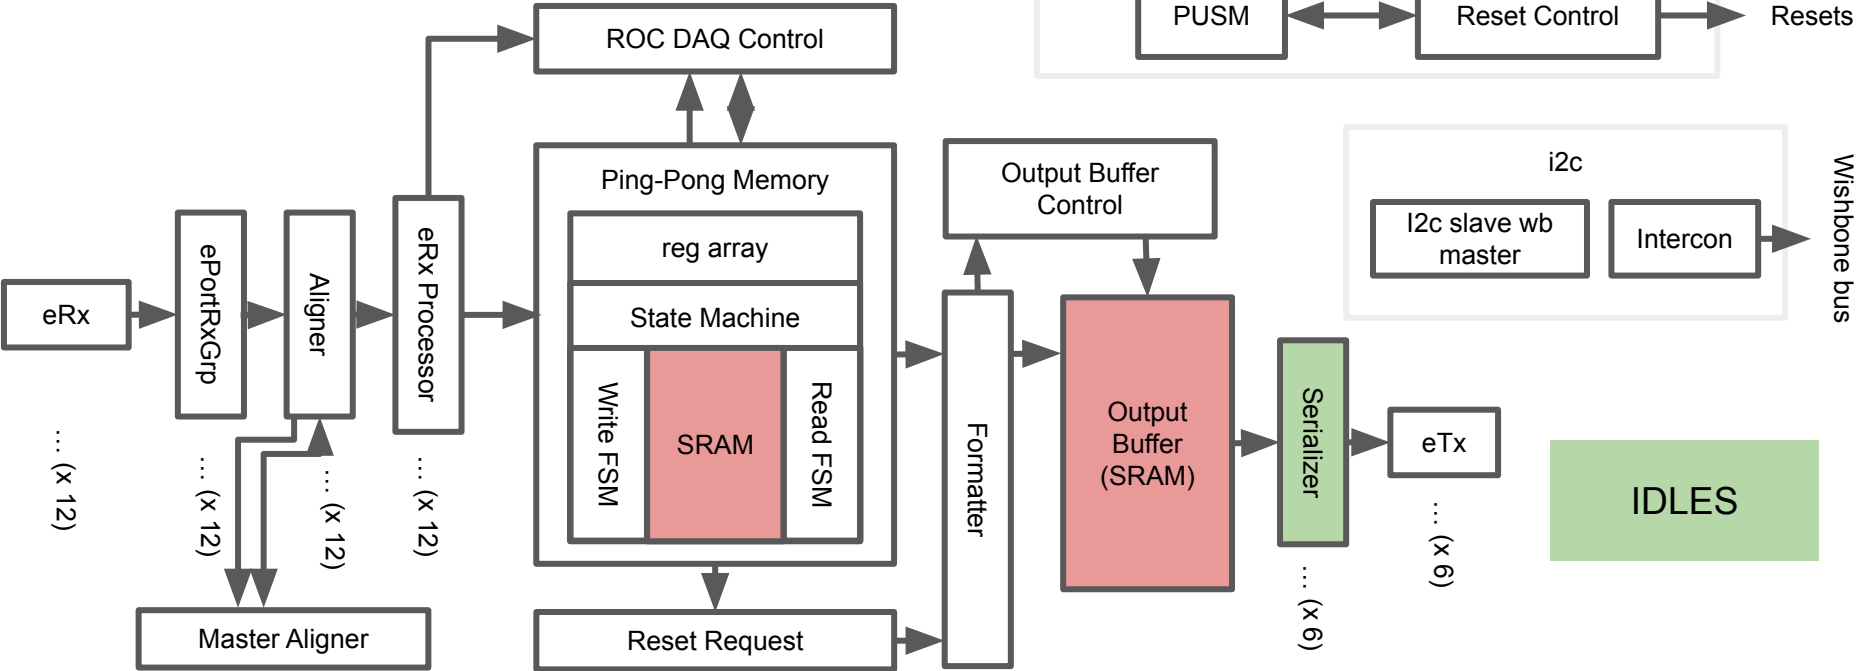 ROC DAQ Control
PUSM
Reset Control
Resets
Ping-Pong Memory
reg array
State Machine
Write FSM
SRAM
Read FSM
Output Buffer
Control
i2c
I2c slave wb
master
Intercon
Wishbone bus
eRx
ePortRxGrp
Aligner
eRx Processor
Formatter
Output
Buffer
(SRAM)
Serializer
eTx
IDLES
... (x 12)
... (x 12)
... (x 12)
... (x 12)
... (x 6)
... (x 6)
Master Aligner
Reset Request